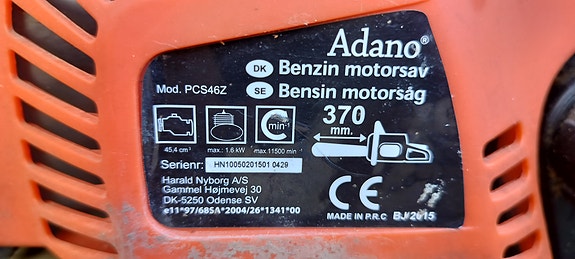 Adano®
DK Benzin motorsav
Mod. PCS46Z
SE Bensin motorsåg
370
mm.
min⁻¹
45,4 cm³
max.: 1.6 kW
max.11500 min⁻¹
Serienr: HN10050201501 0429
Harald Nyborg A/S
Gammel Højmevej 30
DK-5250 Odense SV
e11*97/68SA*2004/26*1341*00
CE
MADE IN P.R.C
BJ/2015